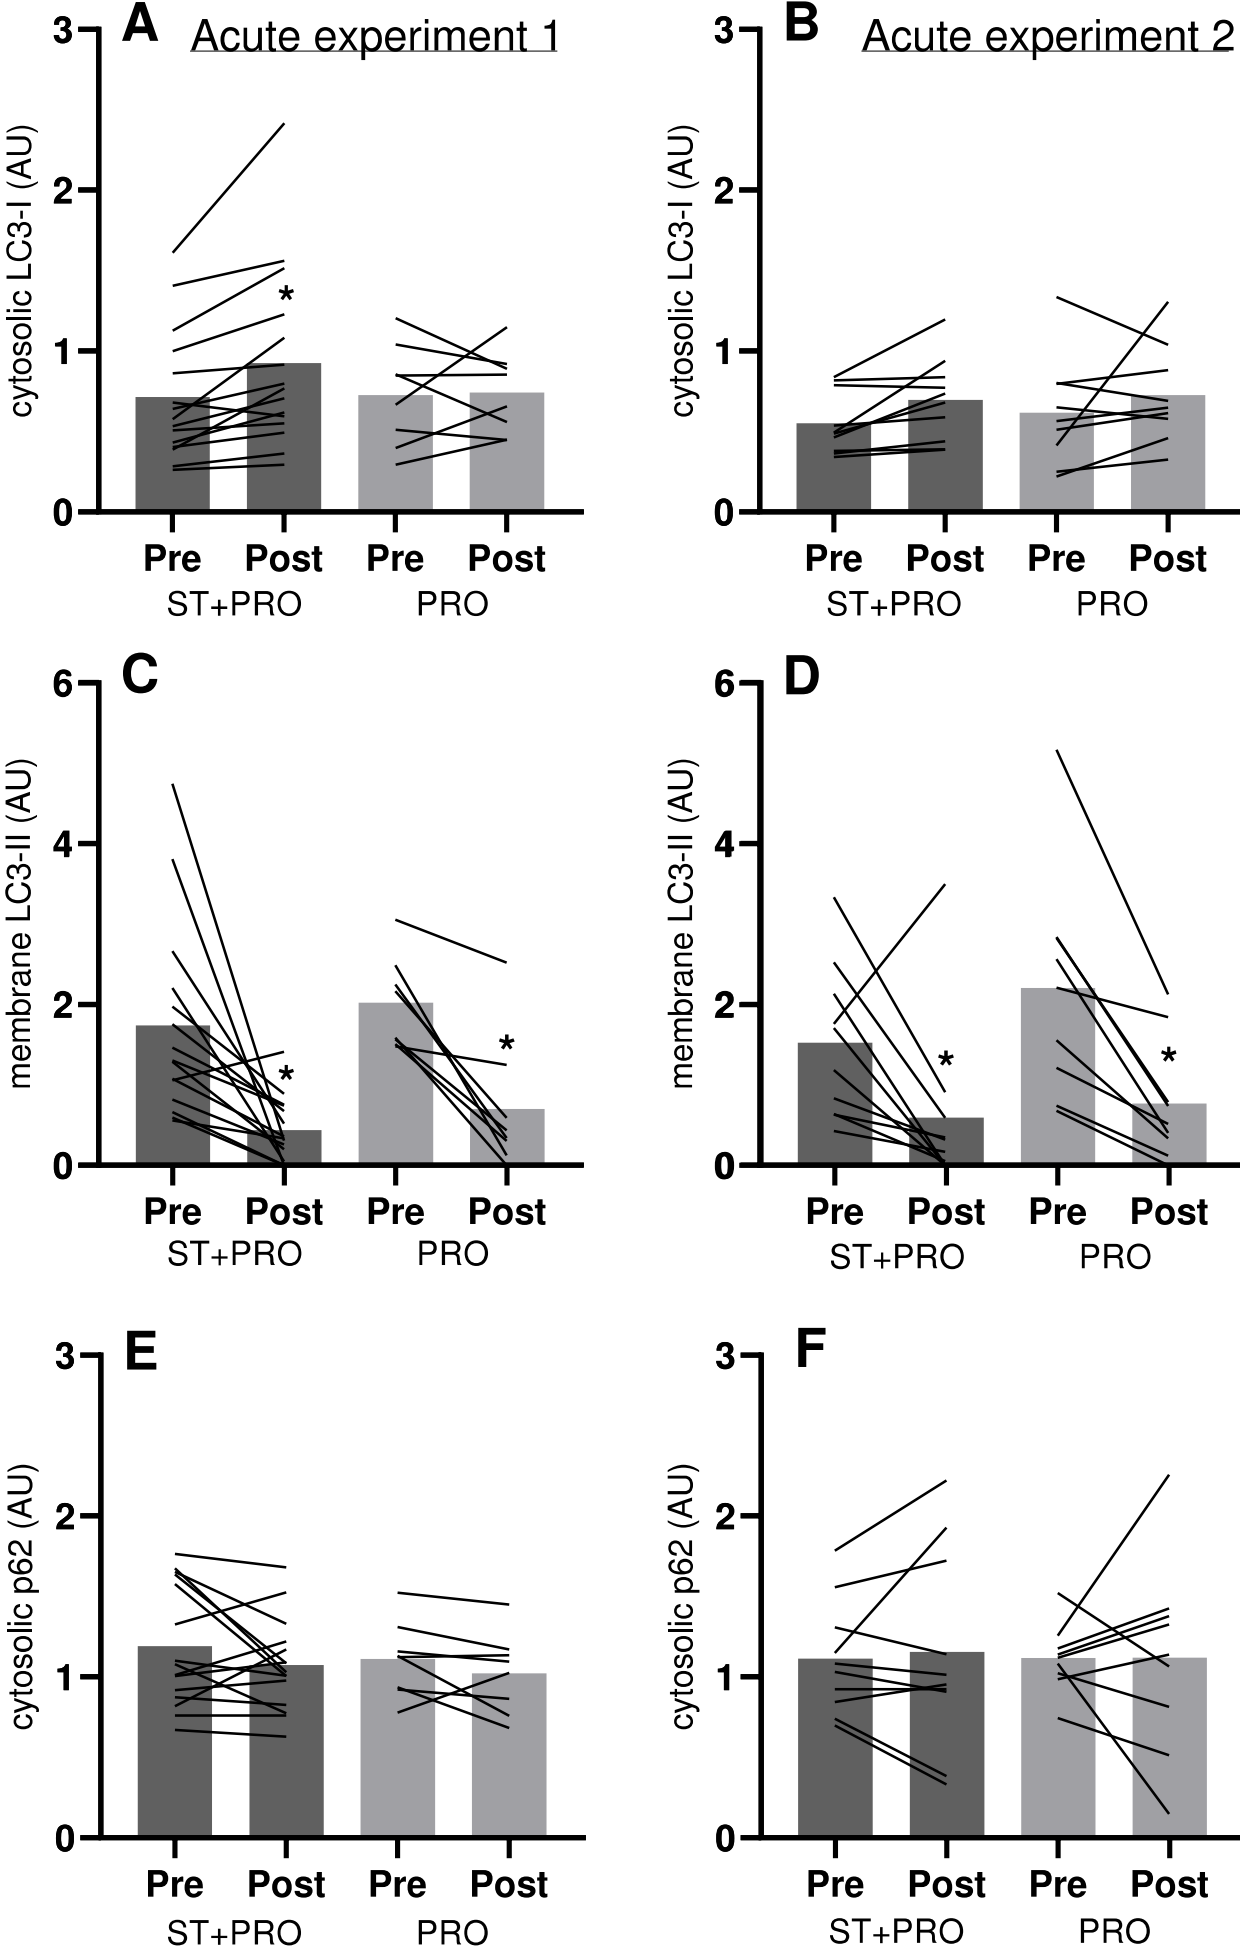 A Acute experiment 1
3
2
1
0
cytosolic LC3-I (AU)
*
Pre Post Pre Post
ST+PRO PRO
B Acute experiment 2
3
2
1
0
cytosolic LC3-I (AU)
Pre Post Pre Post
ST+PRO PRO
C
6
4
2
0
membrane LC3-II (AU)
*
*
Pre Post Pre Post
ST+PRO PRO
D
6
4
2
0
membrane LC3-II (AU)
*
*
Pre Post Pre Post
ST+PRO PRO
E
3
2
1
0
cytosolic p62 (AU)
Pre Post Pre Post
ST+PRO PRO
F
3
2
1
0
cytosolic p62 (AU)
Pre Post Pre Post
ST+PRO PRO